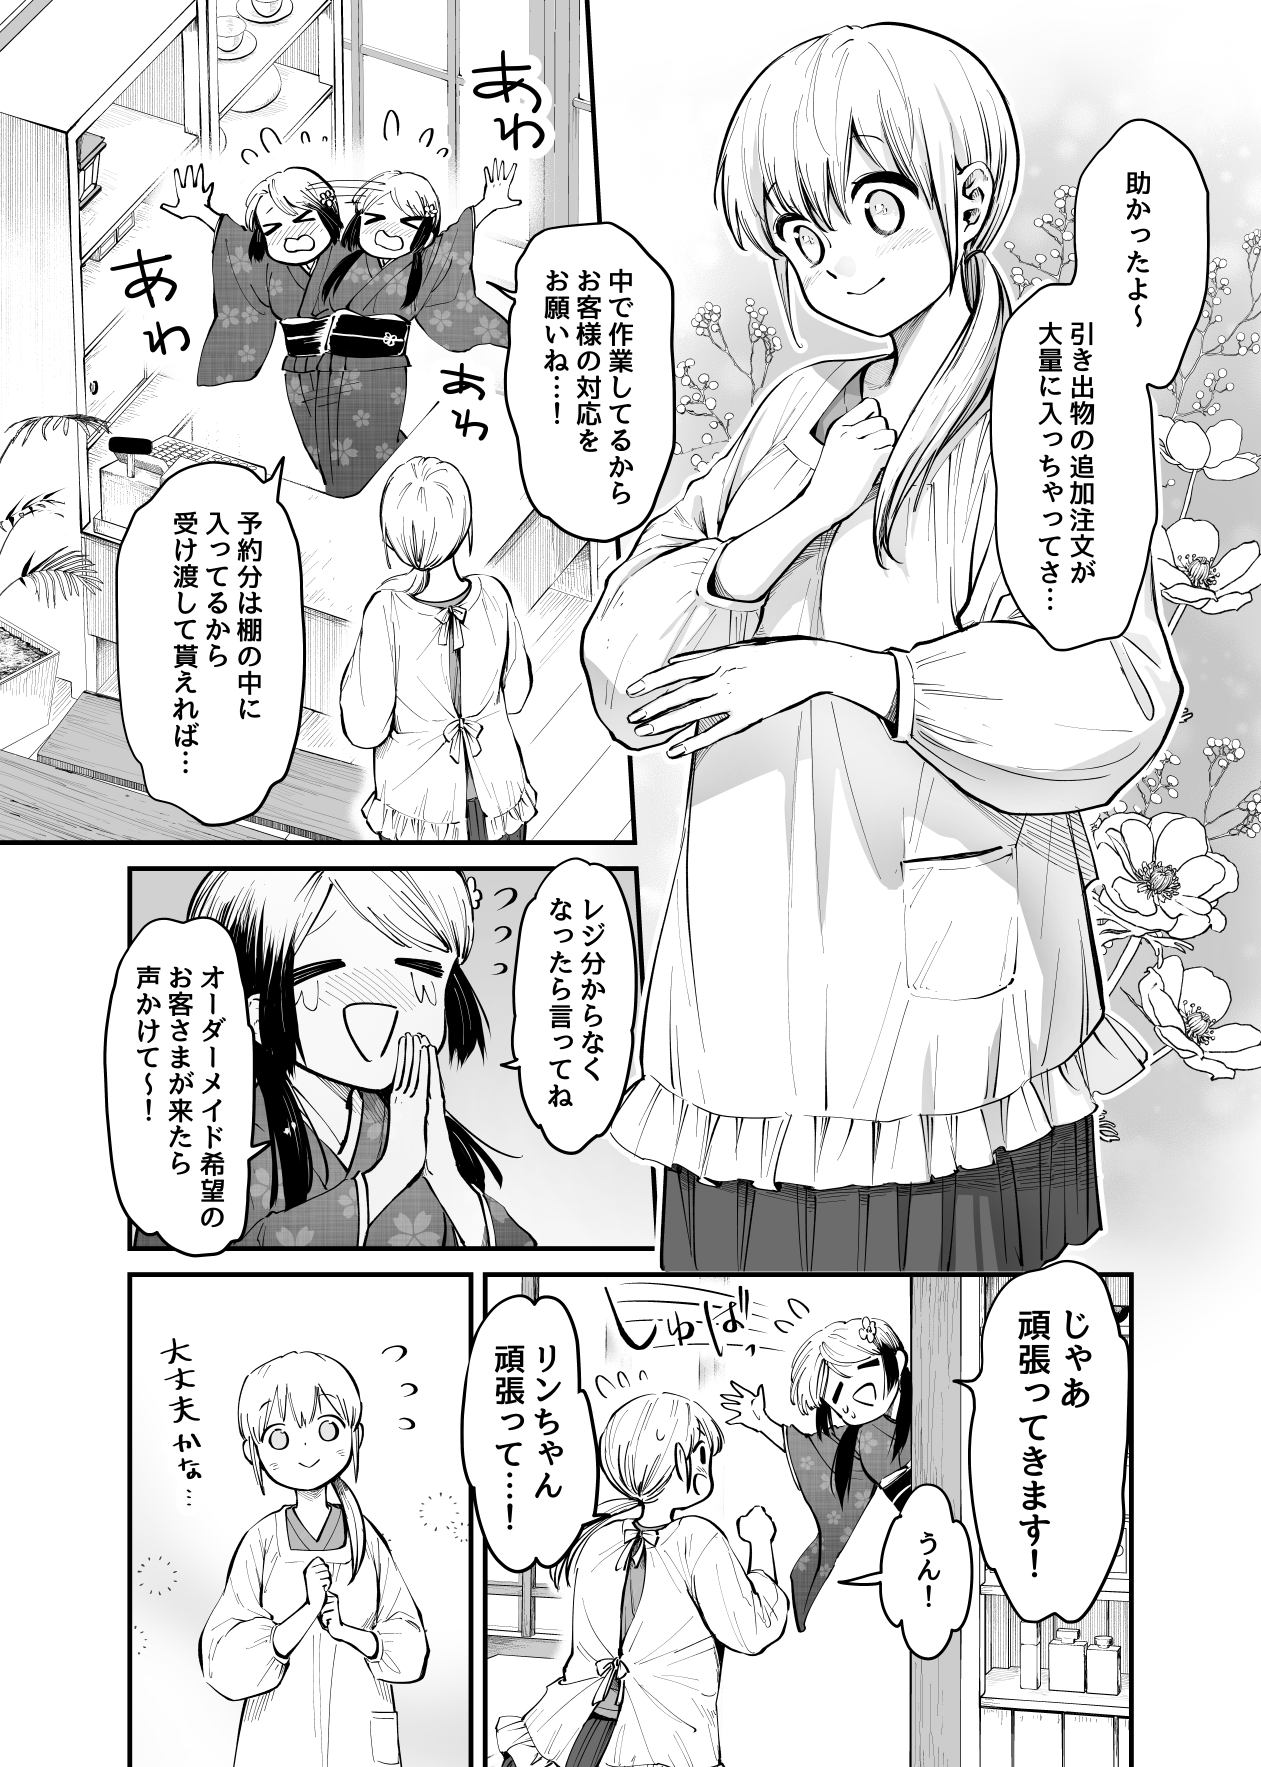 助かったよ～
引き出物の追加注文が
大量に入っちゃってさ…
中で作業してるから
お客様の対応を
お願いね…！
あわ
あわ
あわ
予約分は棚の中に
入ってるから
受け渡して貰えれば…
レジ分からなく
なったら言ってね
オーダーメイド希望の
お客さまが来たら
声かけて～！
じゃあ
頑張ってきます！
うん！
しゅばっ
リンちゃん
頑張って…！
大丈夫かな…